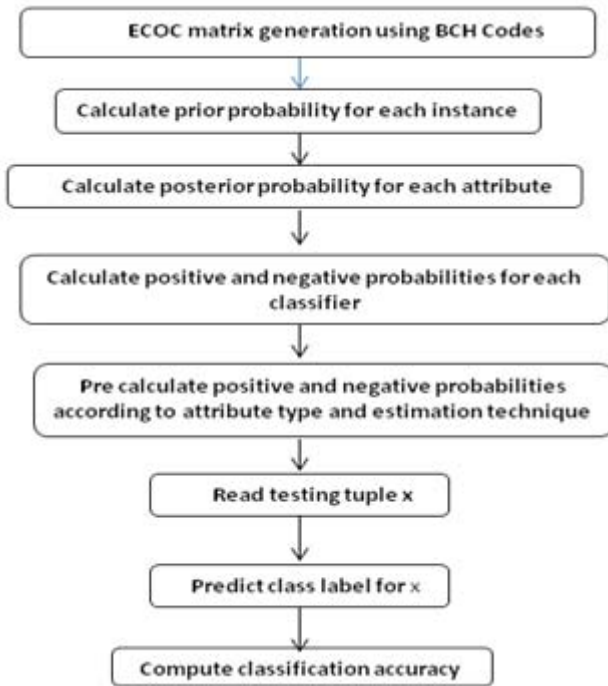 ECOC matrix generation using BCH Codes
Calculate prior probability for each instance
Calculate posterior probability for each attribute
Calculate positive and negative probabilities for each
classifier
Pre calculate positive and negative probabilities
according to attribute type and estimation technique
Read testing tuple x
Predict class label for x
Compute classification accuracy